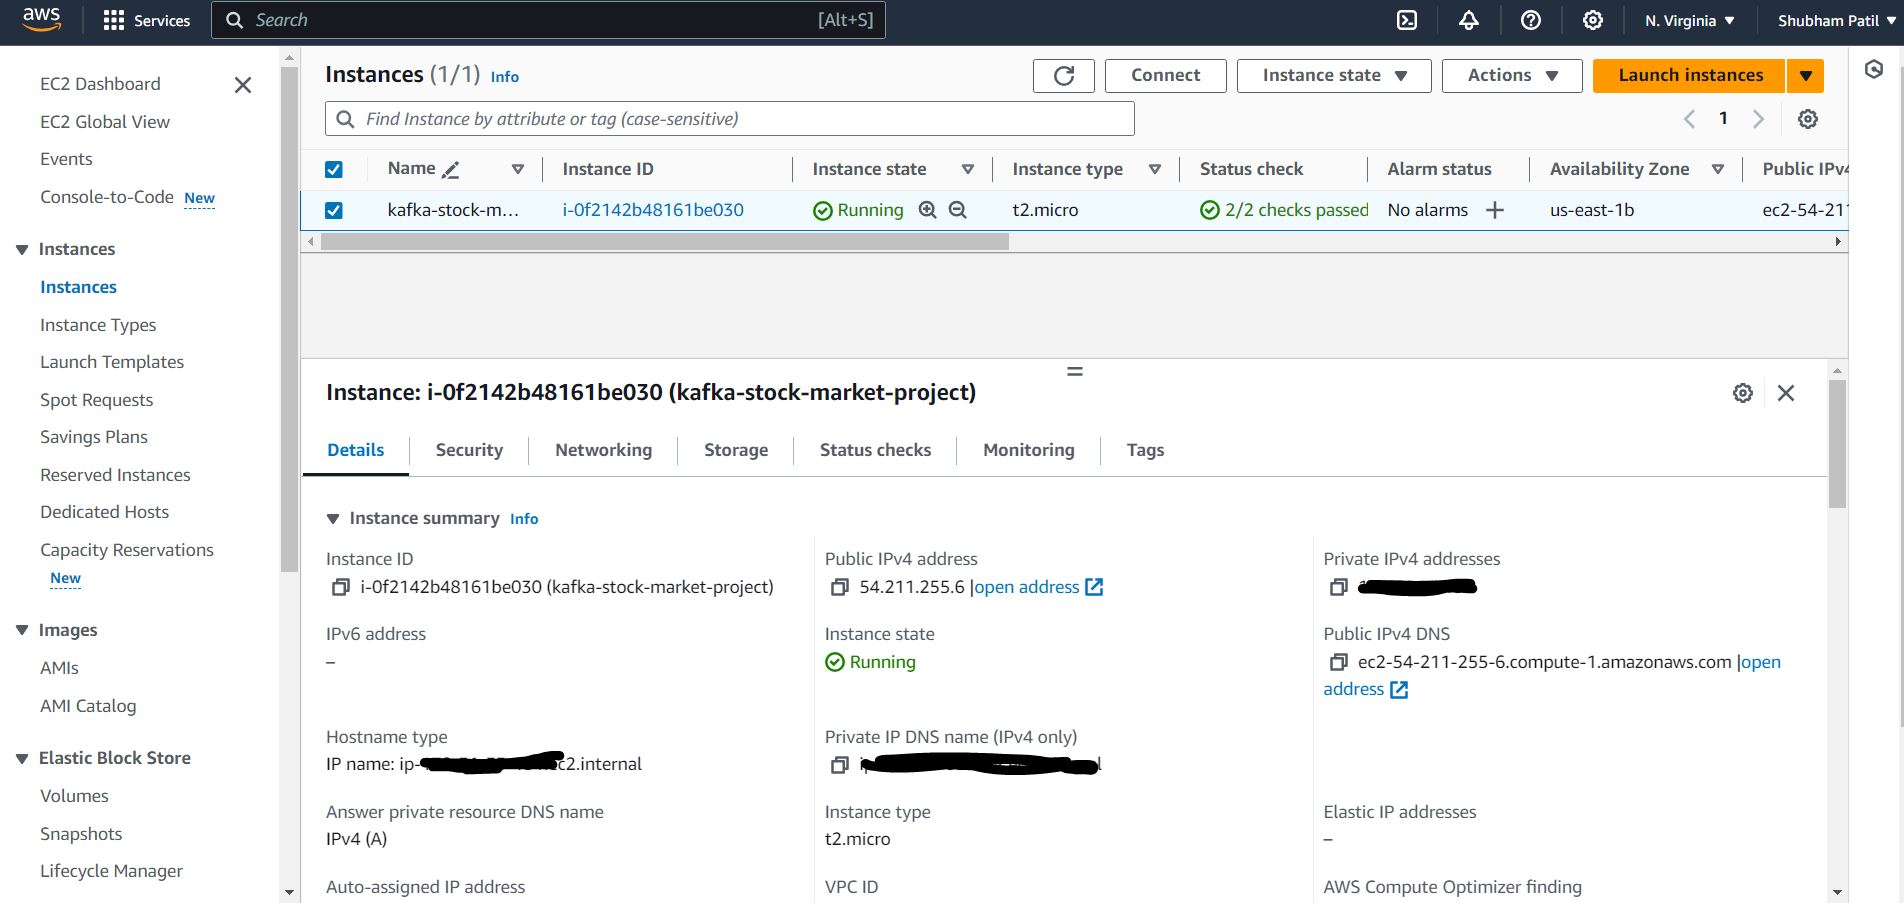 aws Services Search [Alt+S] N. Virginia Shubham Patil
EC2 Dashboard
EC2 Global View
Events
Console-to-Code New
Instances
Instances
Instance Types
Launch Templates
Spot Requests
Savings Plans
Reserved Instances
Dedicated Hosts
Capacity Reservations
New
Images
AMIs
AMI Catalog
Elastic Block Store
Volumes
Snapshots
Lifecycle Manager
Instances (1/1) Info Connect Instance state Actions Launch instances
Find Instance by attribute or tag (case-sensitive) 1
Name Instance ID Instance state Instance type Status check Alarm status Availability Zone Public IPv4
kafka-stock-m... i-0f2142b48161be030 Running t2.micro 2/2 checks passed No alarms us-east-1b ec2-54-211
Instance: i-0f2142b48161be030 (kafka-stock-market-project)
Details Security Networking Storage Status checks Monitoring Tags
Instance summary Info
Instance ID Public IPv4 address Private IPv4 addresses
i-0f2142b48161be030 (kafka-stock-market-project) 54.211.255.6 |open address
IPv6 address Instance state Public IPv4 DNS
– Running ec2-54-211-255-6.compute-1.amazonaws.com |open
address
Hostname type Private IP DNS name (IPv4 only)
IP name: ip- c2.internal
Answer private resource DNS name Instance type Elastic IP addresses
IPv4 (A) t2.micro –
Auto-assigned IP address VPC ID AWS Compute Optimizer finding